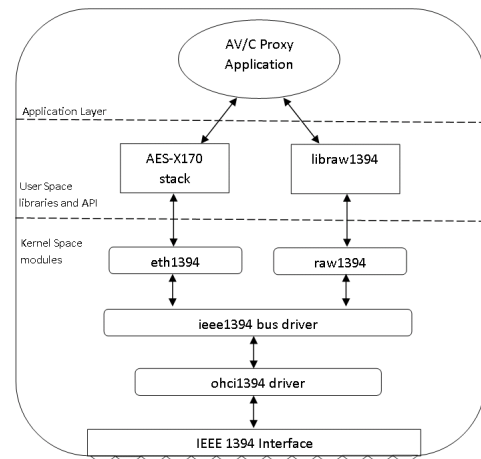 AV/C Proxy
Application
Application Layer
AES-X170
stack
libraw1394
User Space
libraries and API
Kernel Space
modules
eth1394
raw1394
ieee1394 bus driver
ohci1394 driver
IEEE 1394 Interface